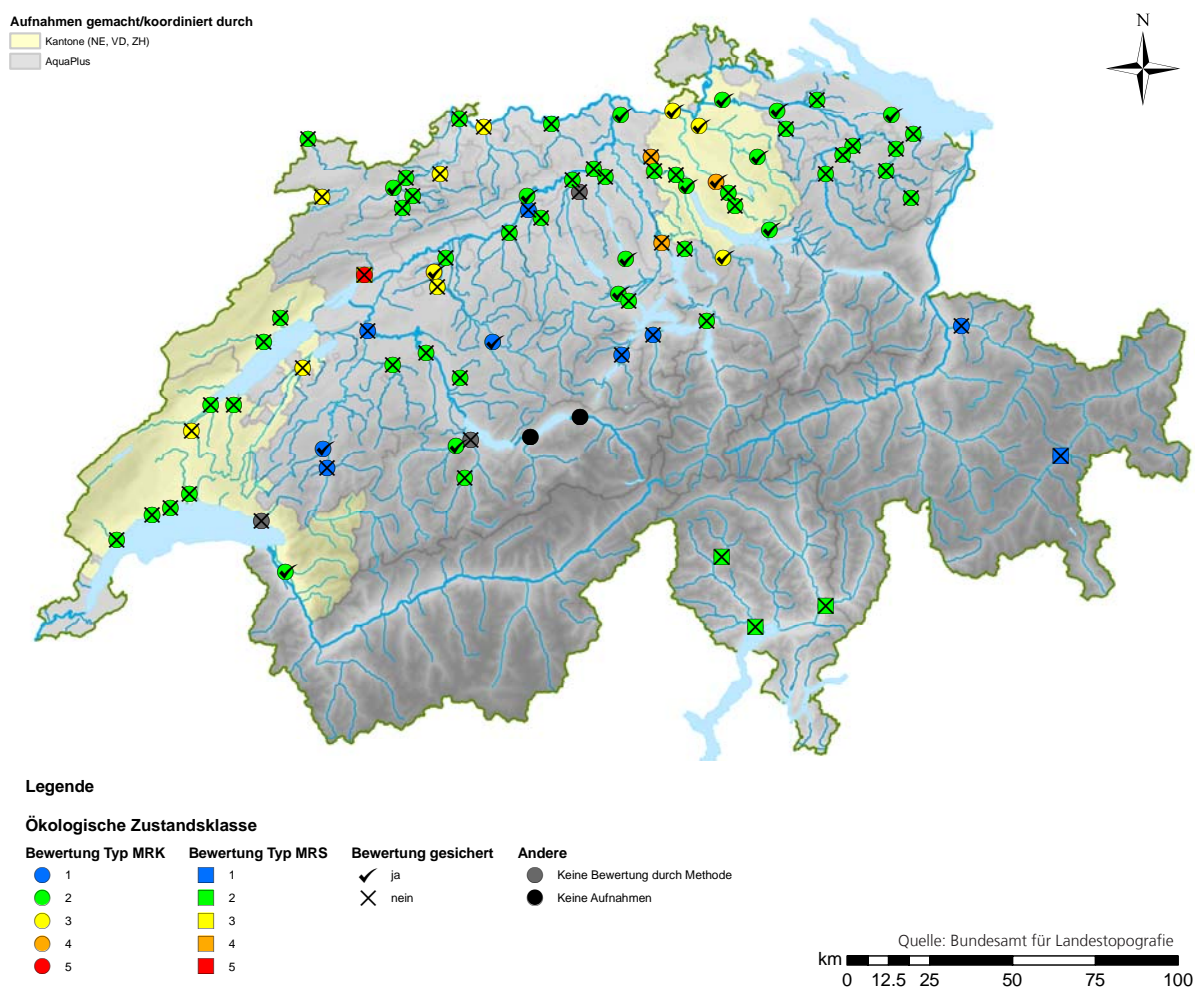 Aufnahmen gemacht/koordiniert durch
Kantone (NE, VD, ZH)
AquaPlus
N
Legende
Ökologische Zustandsklasse
Bewertung Typ MRK
1
2
3
4
5
Bewertung Typ MRS
1
2
3
4
5
Bewertung gesichert
ja
nein
Andere
Keine Bewertung durch Methode
Keine Aufnahmen
Quelle: Bundesamt für Landestopografie
km
0 12.5 25 50 75 100